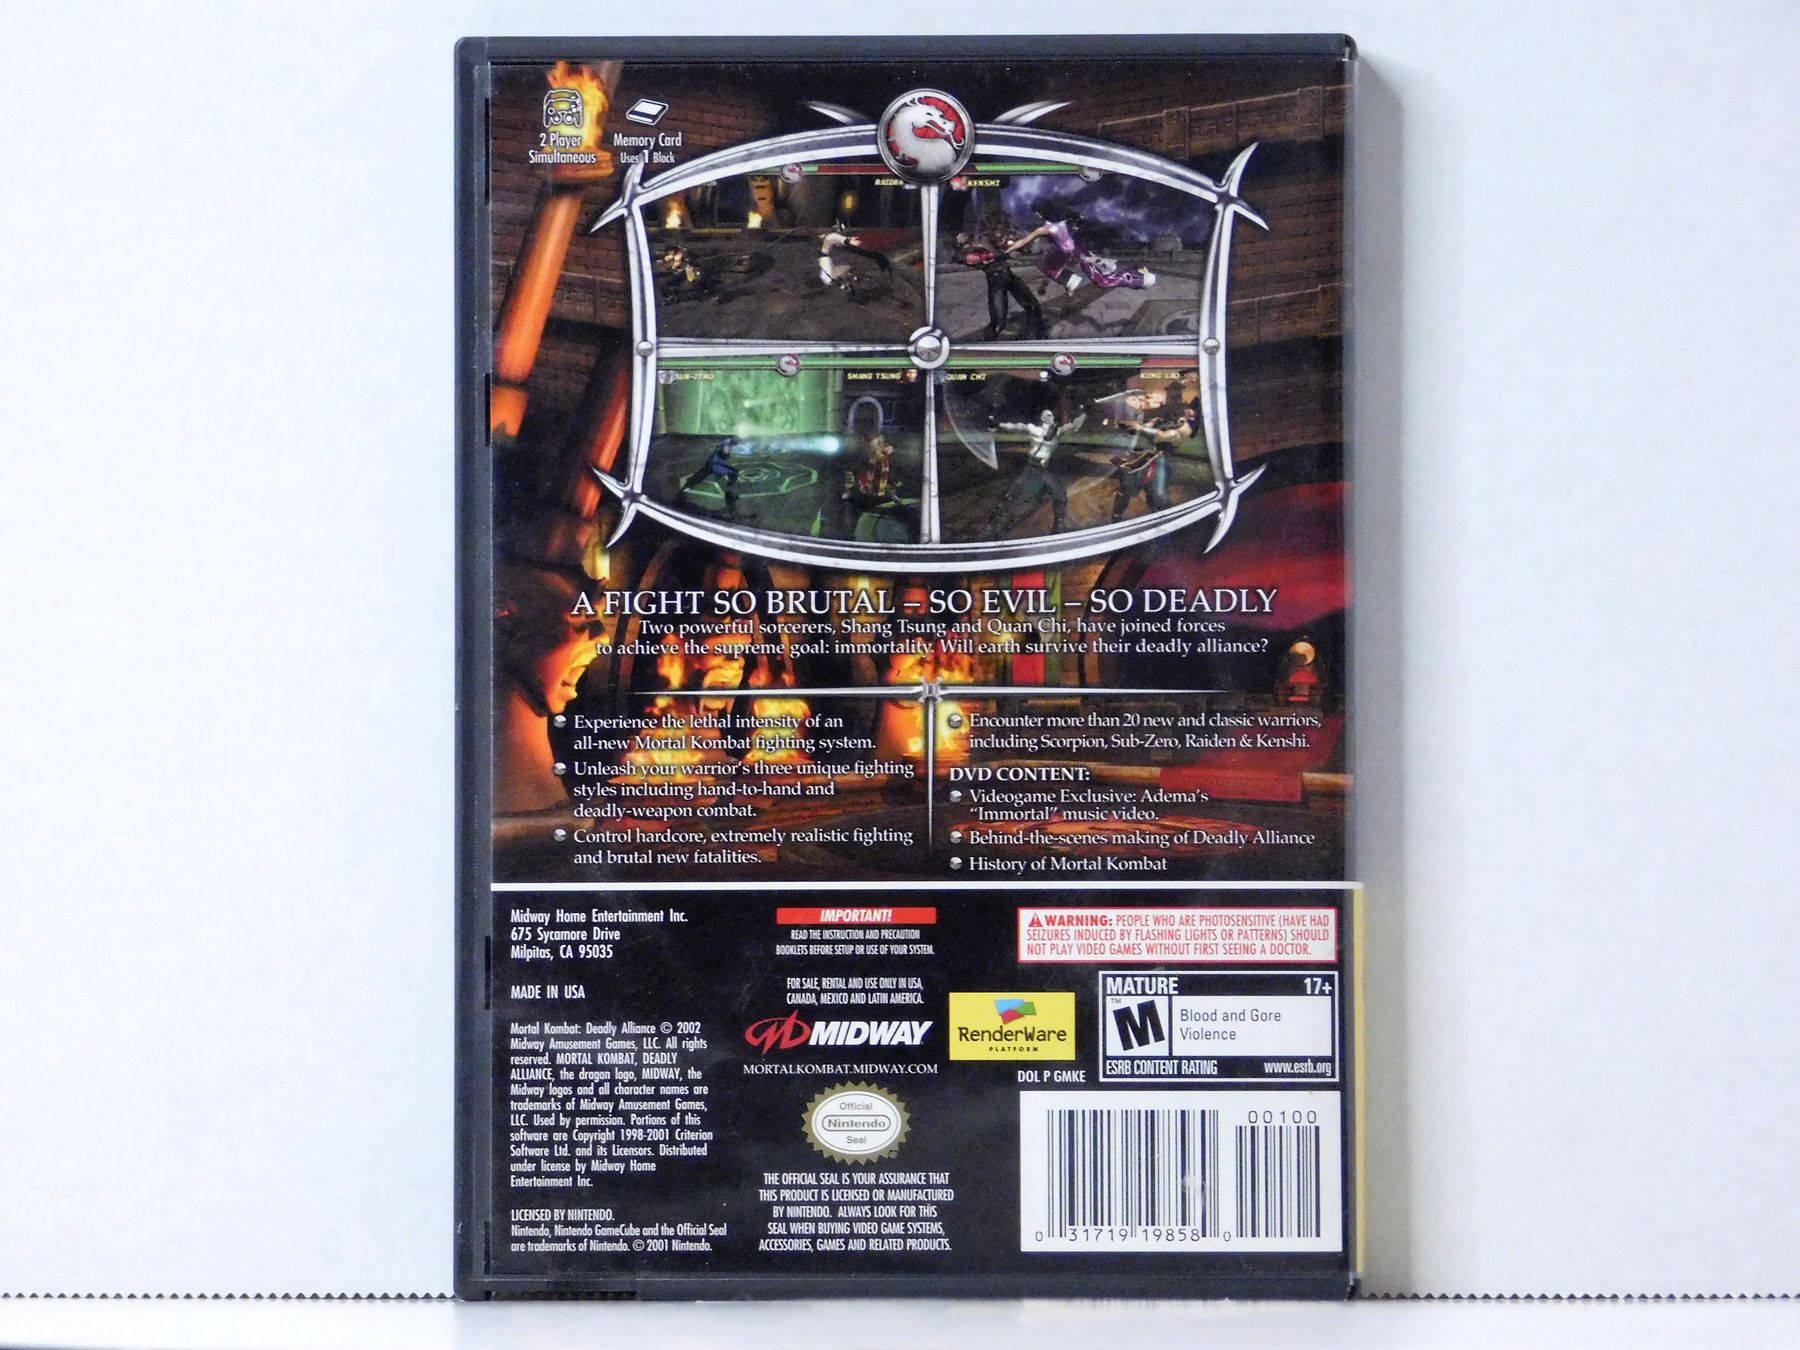 2 Player
Simultaneous
Memory Card
Uses 1 Block
RAIDEN
KENSHI
SUB-ZERO
SHANG TSUNG
QUAN CHI
KUNG LAO
A FIGHT SO BRUTAL – SO EVIL – SO DEADLY
Two powerful sorcerers, Shang Tsung and Quan Chi, have joined forces
to achieve the supreme goal: immortality. Will earth survive their deadly alliance?
Experience the lethal intensity of an
all-new Mortal Kombat fighting system.
Unleash your warrior's three unique fighting
styles including hand-to-hand and
deadly-weapon combat.
Control hardcore, extremely realistic fighting
and brutal new fatalities.
Encounter more than 20 new and classic warriors,
including Scorpion, Sub-Zero, Raiden & Kenshi.
DVD CONTENT:
Videogame Exclusive: Adema's
"Immortal" music video.
Behind-the-scenes making of Deadly Alliance
History of Mortal Kombat
Midway Home Entertainment Inc.
675 Sycamore Drive
Milpitas, CA 95035
MADE IN USA
Mortal Kombat: Deadly Alliance © 2002
Midway Amusement Games, LLC. All rights
reserved. MORTAL KOMBAT, DEADLY
ALLIANCE, the dragon logo, MIDWAY, the
Midway logos and all character names are
trademarks of Midway Amusement Games,
LLC. Used by permission. Portions of this
software are Copyright 1998-2001 Criterion
Software Ltd. and its Licensors. Distributed
under license by Midway Home
Entertainment Inc.
LICENSED BY NINTENDO.
Nintendo, Nintendo GameCube and the Official Seal
are trademarks of Nintendo. © 2001 Nintendo.
IMPORTANT!
READ THE INSTRUCTION AND PRECAUTION
BOOKLETS BEFORE SETUP OR USE OF YOUR SYSTEM.
FOR SALE, RENTAL AND USE ONLY IN USA,
CANADA, MEXICO AND LATIN AMERICA.
MIDWAY
MORTALKOMBAT.MIDWAY.COM
Official
Nintendo
Seal
THE OFFICIAL SEAL IS YOUR ASSURANCE THAT
THIS PRODUCT IS LICENSED OR MANUFACTURED
BY NINTENDO. ALWAYS LOOK FOR THIS
SEAL WHEN BUYING VIDEO GAME SYSTEMS,
ACCESSORIES, GAMES AND RELATED PRODUCTS.
WARNING: PEOPLE WHO ARE PHOTOSENSITIVE (HAVE HAD
SEIZURES INDUCED BY FLASHING LIGHTS OR PATTERNS) SHOULD
NOT PLAY VIDEO GAMES WITHOUT FIRST SEEING A DOCTOR.
RenderWare
PLATFORM
MATURE 17+
M™
Blood and Gore
Violence
ESRB CONTENT RATING www.esrb.org
DOL P GMKE
00100
0 31719 19858 0